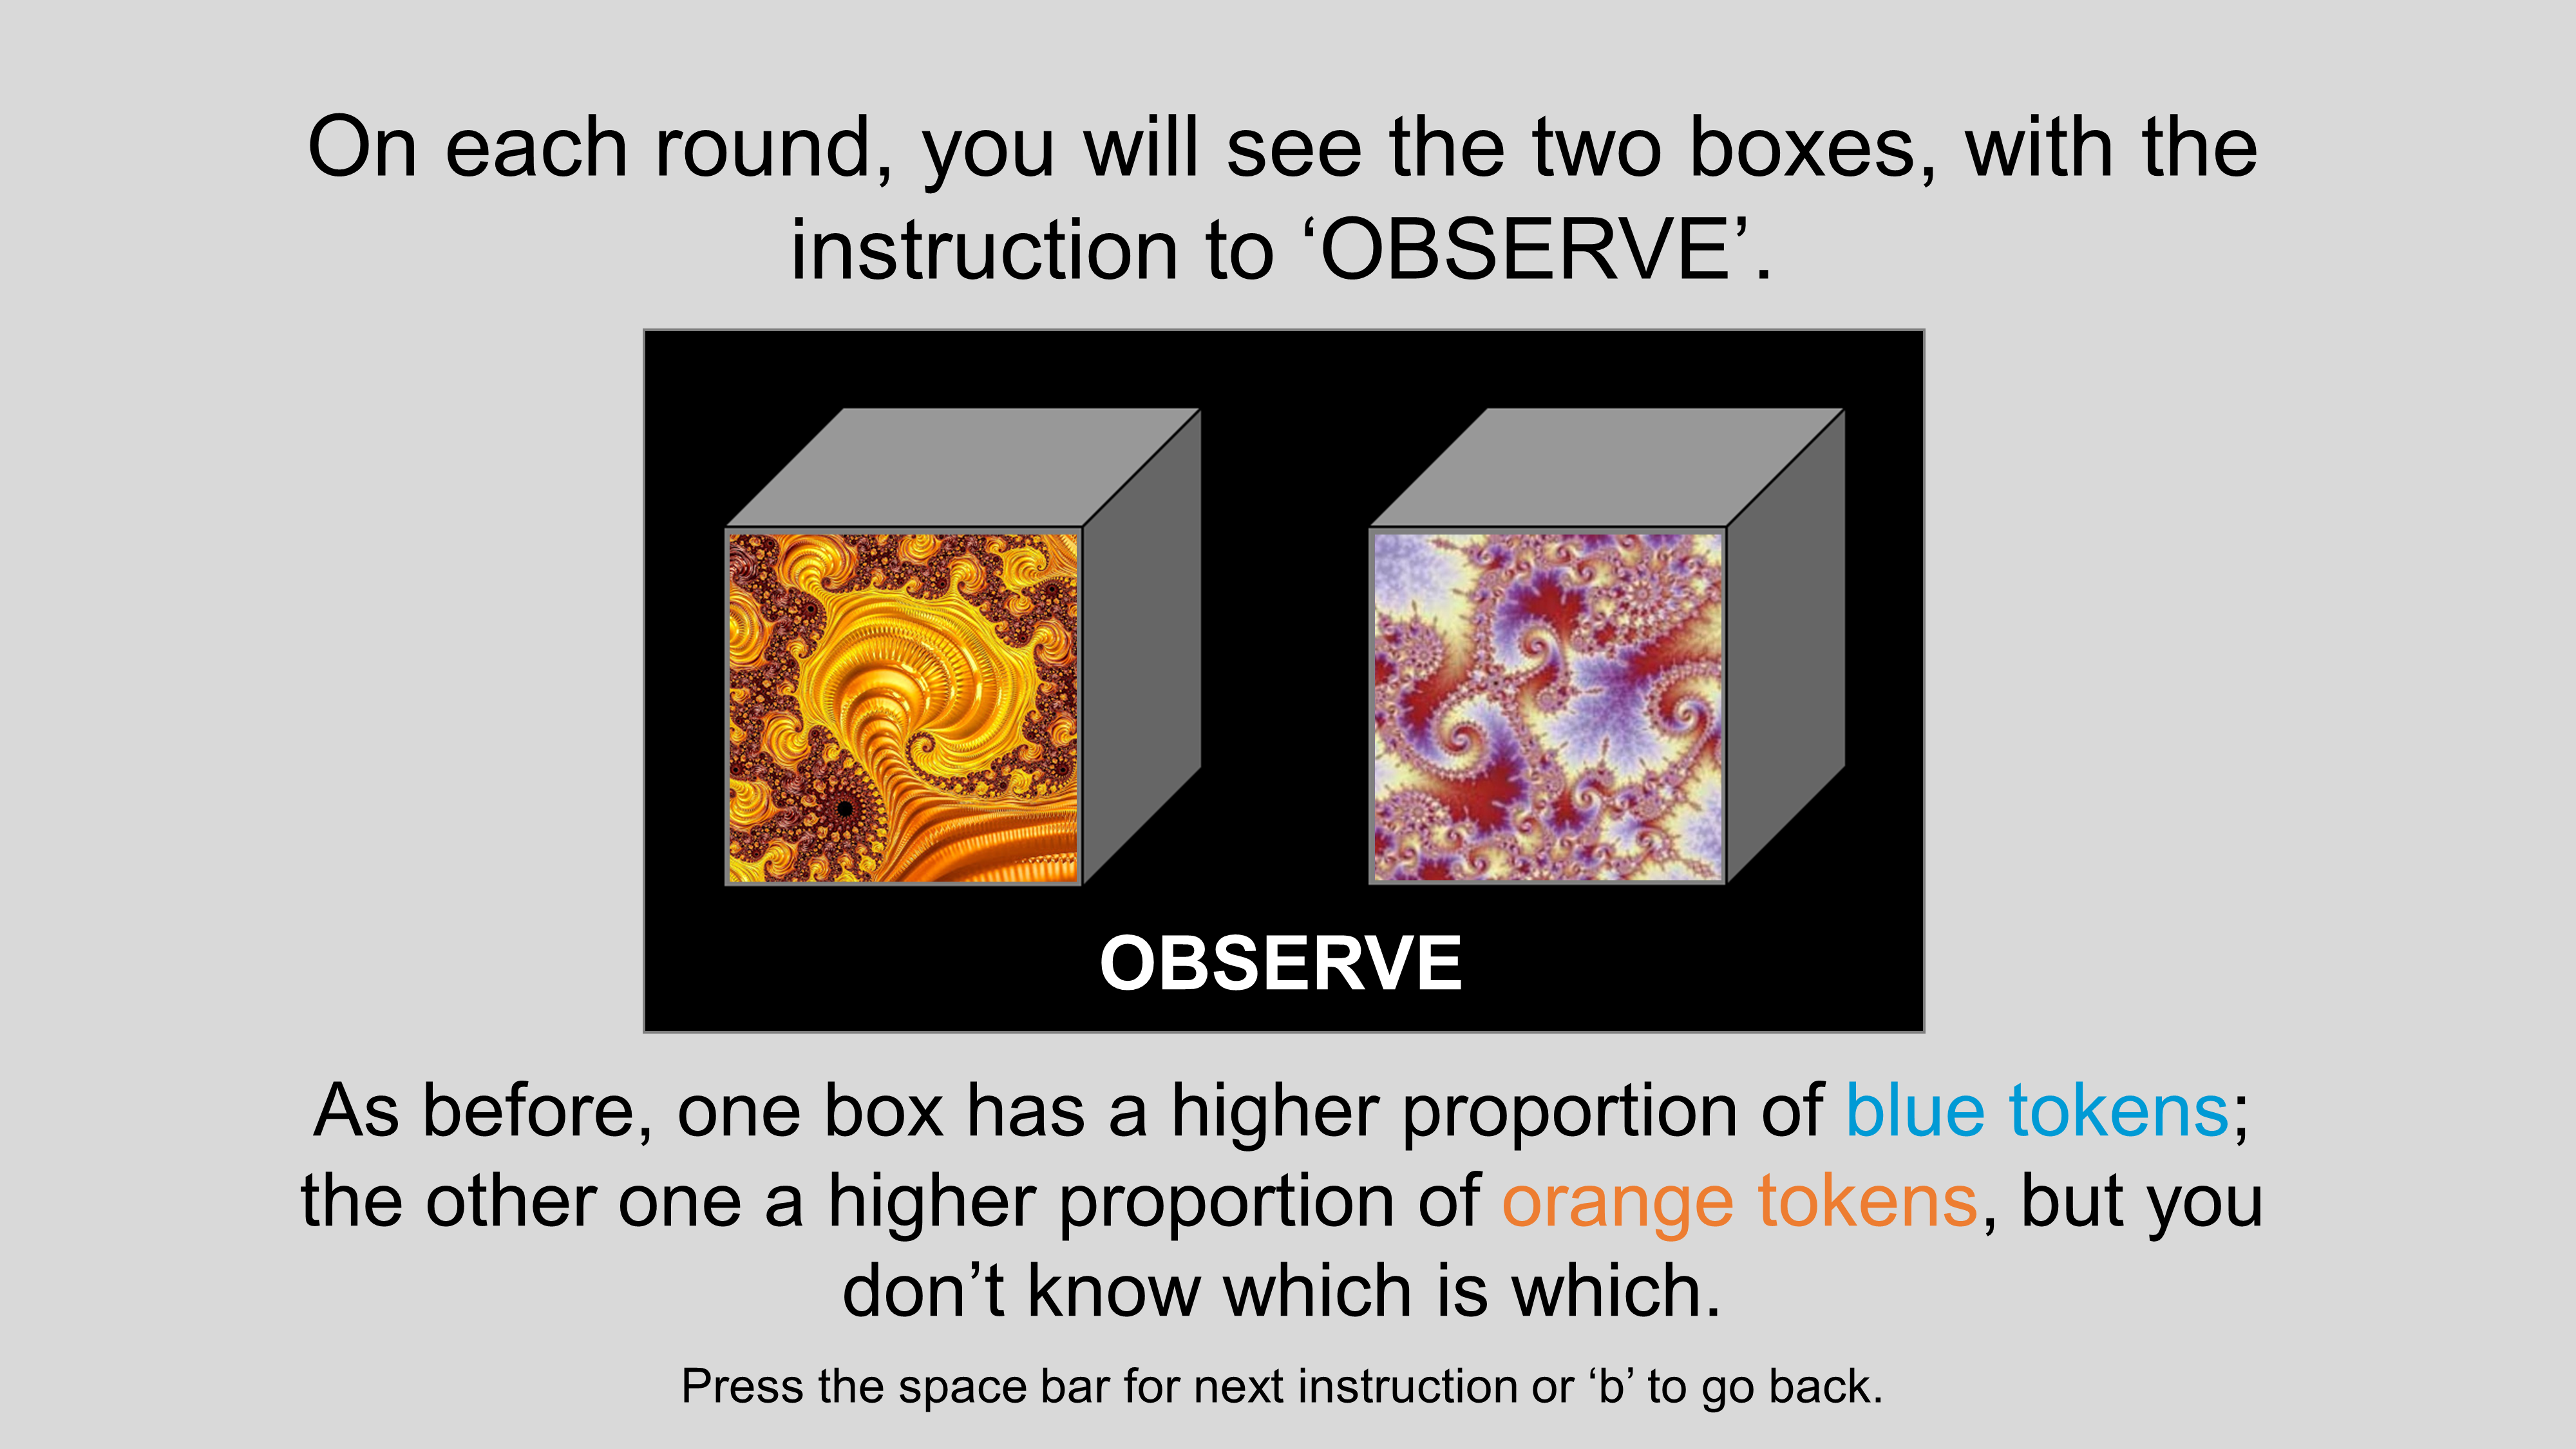 On each round, you will see the two boxes, with the
instruction to ‘OBSERVE’.
OBSERVE
As before, one box has a higher proportion of blue tokens;
the other one a higher proportion of orange tokens, but you
don’t know which is which.
Press the space bar for next instruction or ‘b’ to go back.